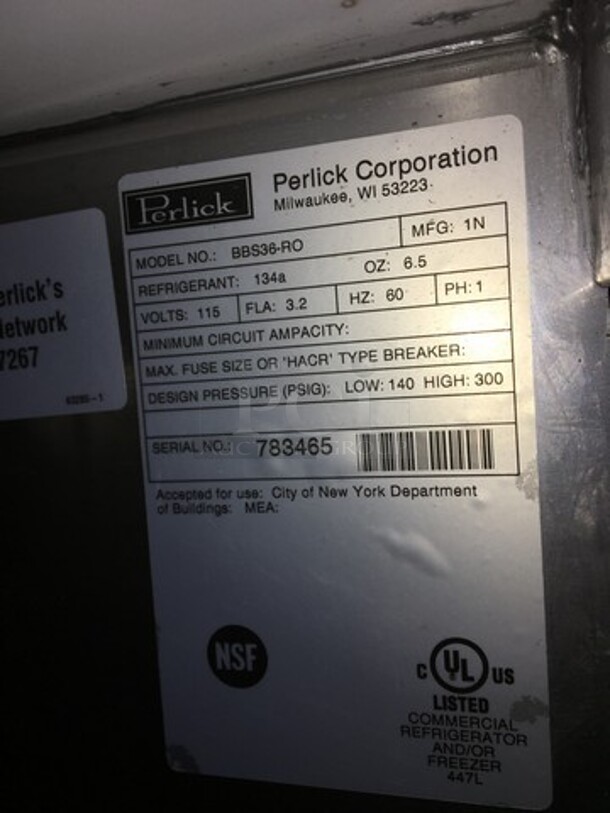 Perlick
Perlick Corporation
Milwaukee, WI 53223
MODEL NO.: BBS36-RO MFG: 1N
REFRIGERANT: 134a OZ: 6.5
VOLTS: 115 FLA: 3.2 HZ: 60 PH: 1
MINIMUM CIRCUIT AMPACITY:
MAX. FUSE SIZE OR 'HACR' TYPE BREAKER:
DESIGN PRESSURE (PSIG): LOW: 140 HIGH: 300
SERIAL NO.: 783465
Accepted for use: City of New York Department
of Buildings: MEA:
NSF
C UL US
LISTED
COMMERCIAL
REFRIGERATOR
AND/OR
FREEZER
447L
erlick's
etwork
7267